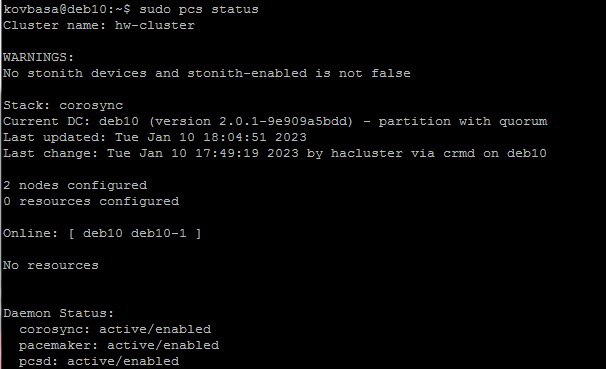 kovbasa@deb10:~$ sudo pcs status
Cluster name: hw-cluster

WARNINGS:
No stonith devices and stonith-enabled is not false

Stack: corosync
Current DC: deb10 (version 2.0.1-9e909a5bdd) - partition with quorum
Last updated: Tue Jan 10 18:04:51 2023
Last change: Tue Jan 10 17:49:19 2023 by hacluster via crmd on deb10

2 nodes configured
0 resources configured

Online: [ deb10 deb10-1 ]

No resources


Daemon Status:
  corosync: active/enabled
  pacemaker: active/enabled
  pcsd: active/enabled